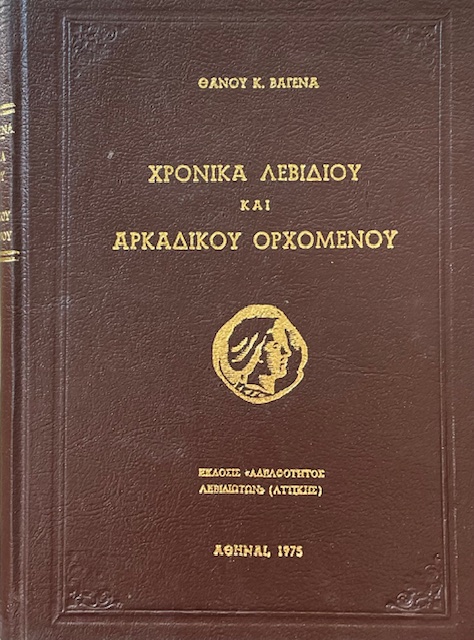 ΘΑΝΟΥ Κ. ΒΑΓΕΝΑ
ΧΡΟΝΙΚΑ ΛΕΒΙΔΙΟΥ
ΚΑΙ
ΑΡΚΑΔΙΚΟΥ ΟΡΧΟΜΕΝΟΥ
ΕΚΔΟΣΙΣ «ΑΔΕΛΦΟΤΗΤΟΣ
ΛΕΒΙΔΙΩΤΩΝ» (ΑΤΤΙΚΗΣ)
ΑΘΗΝΑΙ, 1975